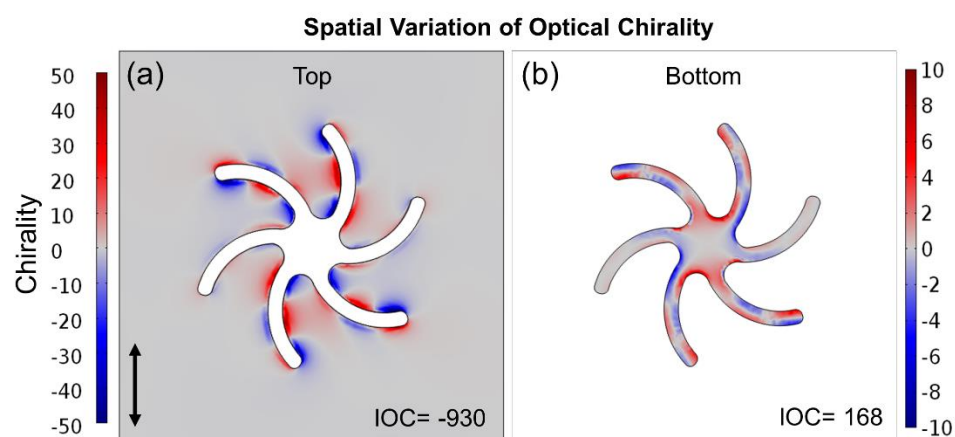 Spatial Variation of Optical Chirality
(a)
Top
(b)
Bottom
Chirality
50
40
30
20
10
0
-10
-20
-30
-40
-50
10
8
6
4
2
0
-2
-4
-6
-8
-10
IOC= -930
IOC= 168